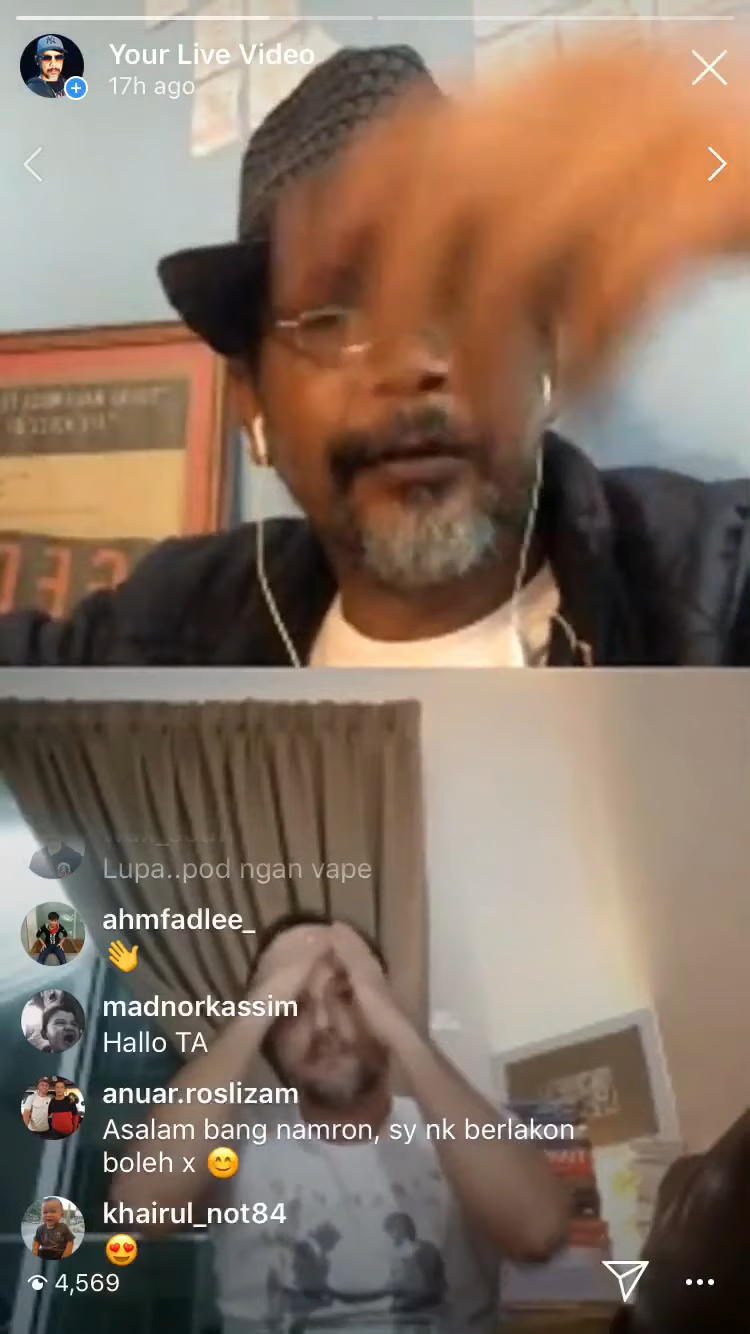 Your Live Video
17h ago
Lupa..pod ngan vape
ahmfadlee_
👋
madnorkassim
Hallo TA
anuar.roslizam
Asalam bang namron, sy nk berlakon
boleh x 😊
khairul_not84
😍
4,569